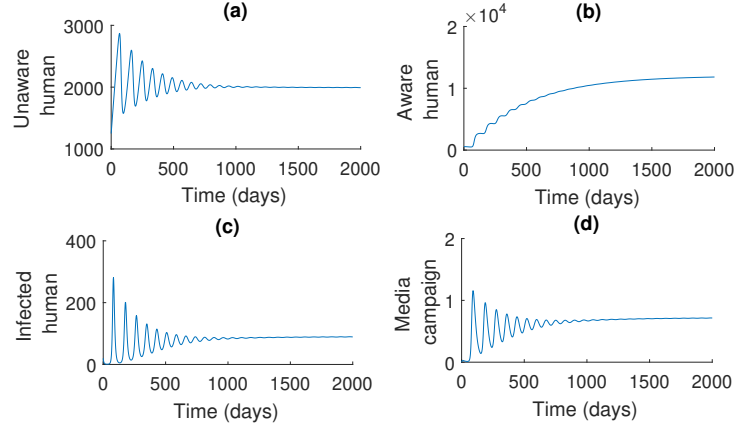 (a)
3000
2000
1000
Unaware
human
0 500 1000 1500 2000
Time (days)
(b)
×10⁴
2
1
0
Aware
human
0 500 1000 1500 2000
Time (days)
(c)
400
200
0
Infected
human
0 500 1000 1500 2000
Time (days)
(d)
2
1
0
Media
campaign
0 500 1000 1500 2000
Time (days)